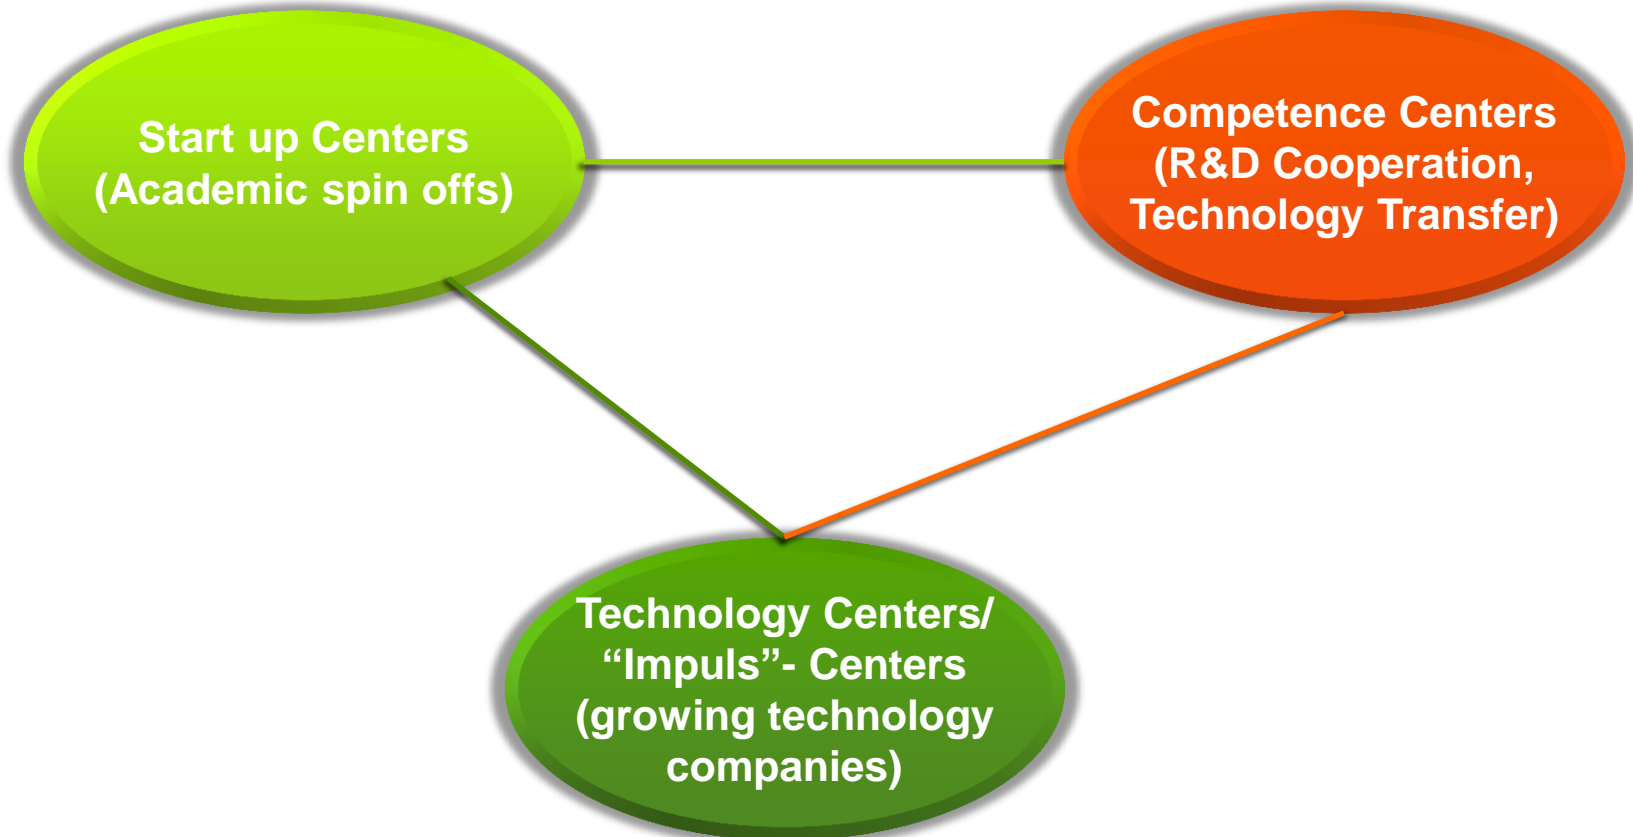 Start up Centers
(Academic spin offs)
Competence Centers
(R&D Cooperation,
Technology Transfer)
Technology Centers/
“Impuls”- Centers
(growing technology
companies)